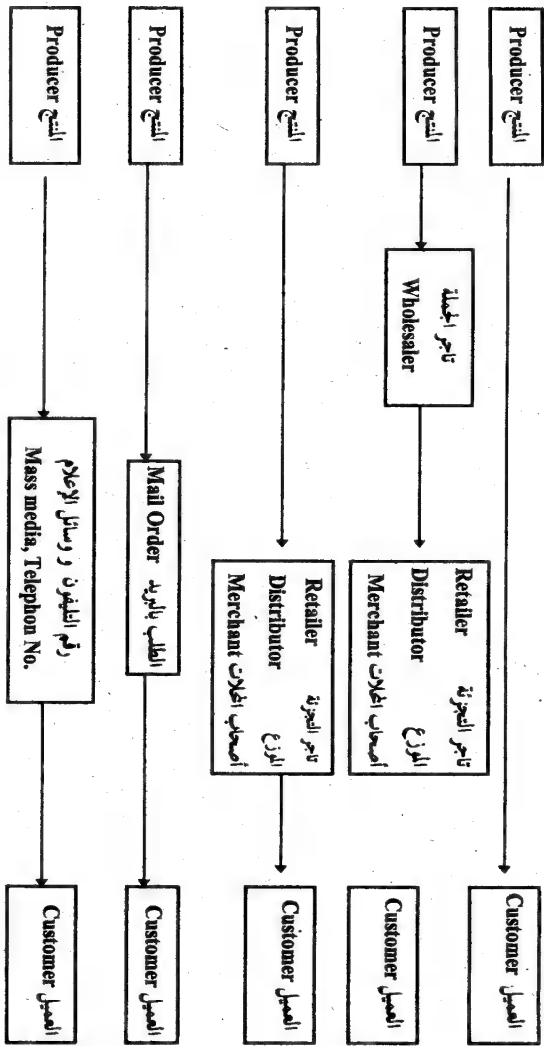 Producer المنتج
Customer العميل
Producer المنتج
تاجر الجملة
Wholesaler
Retailer تاجر التجزئة
Distributor الموزع
Merchant أصحاب المحلات
Customer العميل
Producer المنتج
Retailer تاجر التجزئة
Distributor الموزع
Merchant أصحاب المحلات
Customer العميل
Producer المنتج
Mail Order الطلب بالبريد
Customer العميل
Producer المنتج
رقم التليفون و وسائل الإعلام
Mass media, Telephon No.
Customer العميل